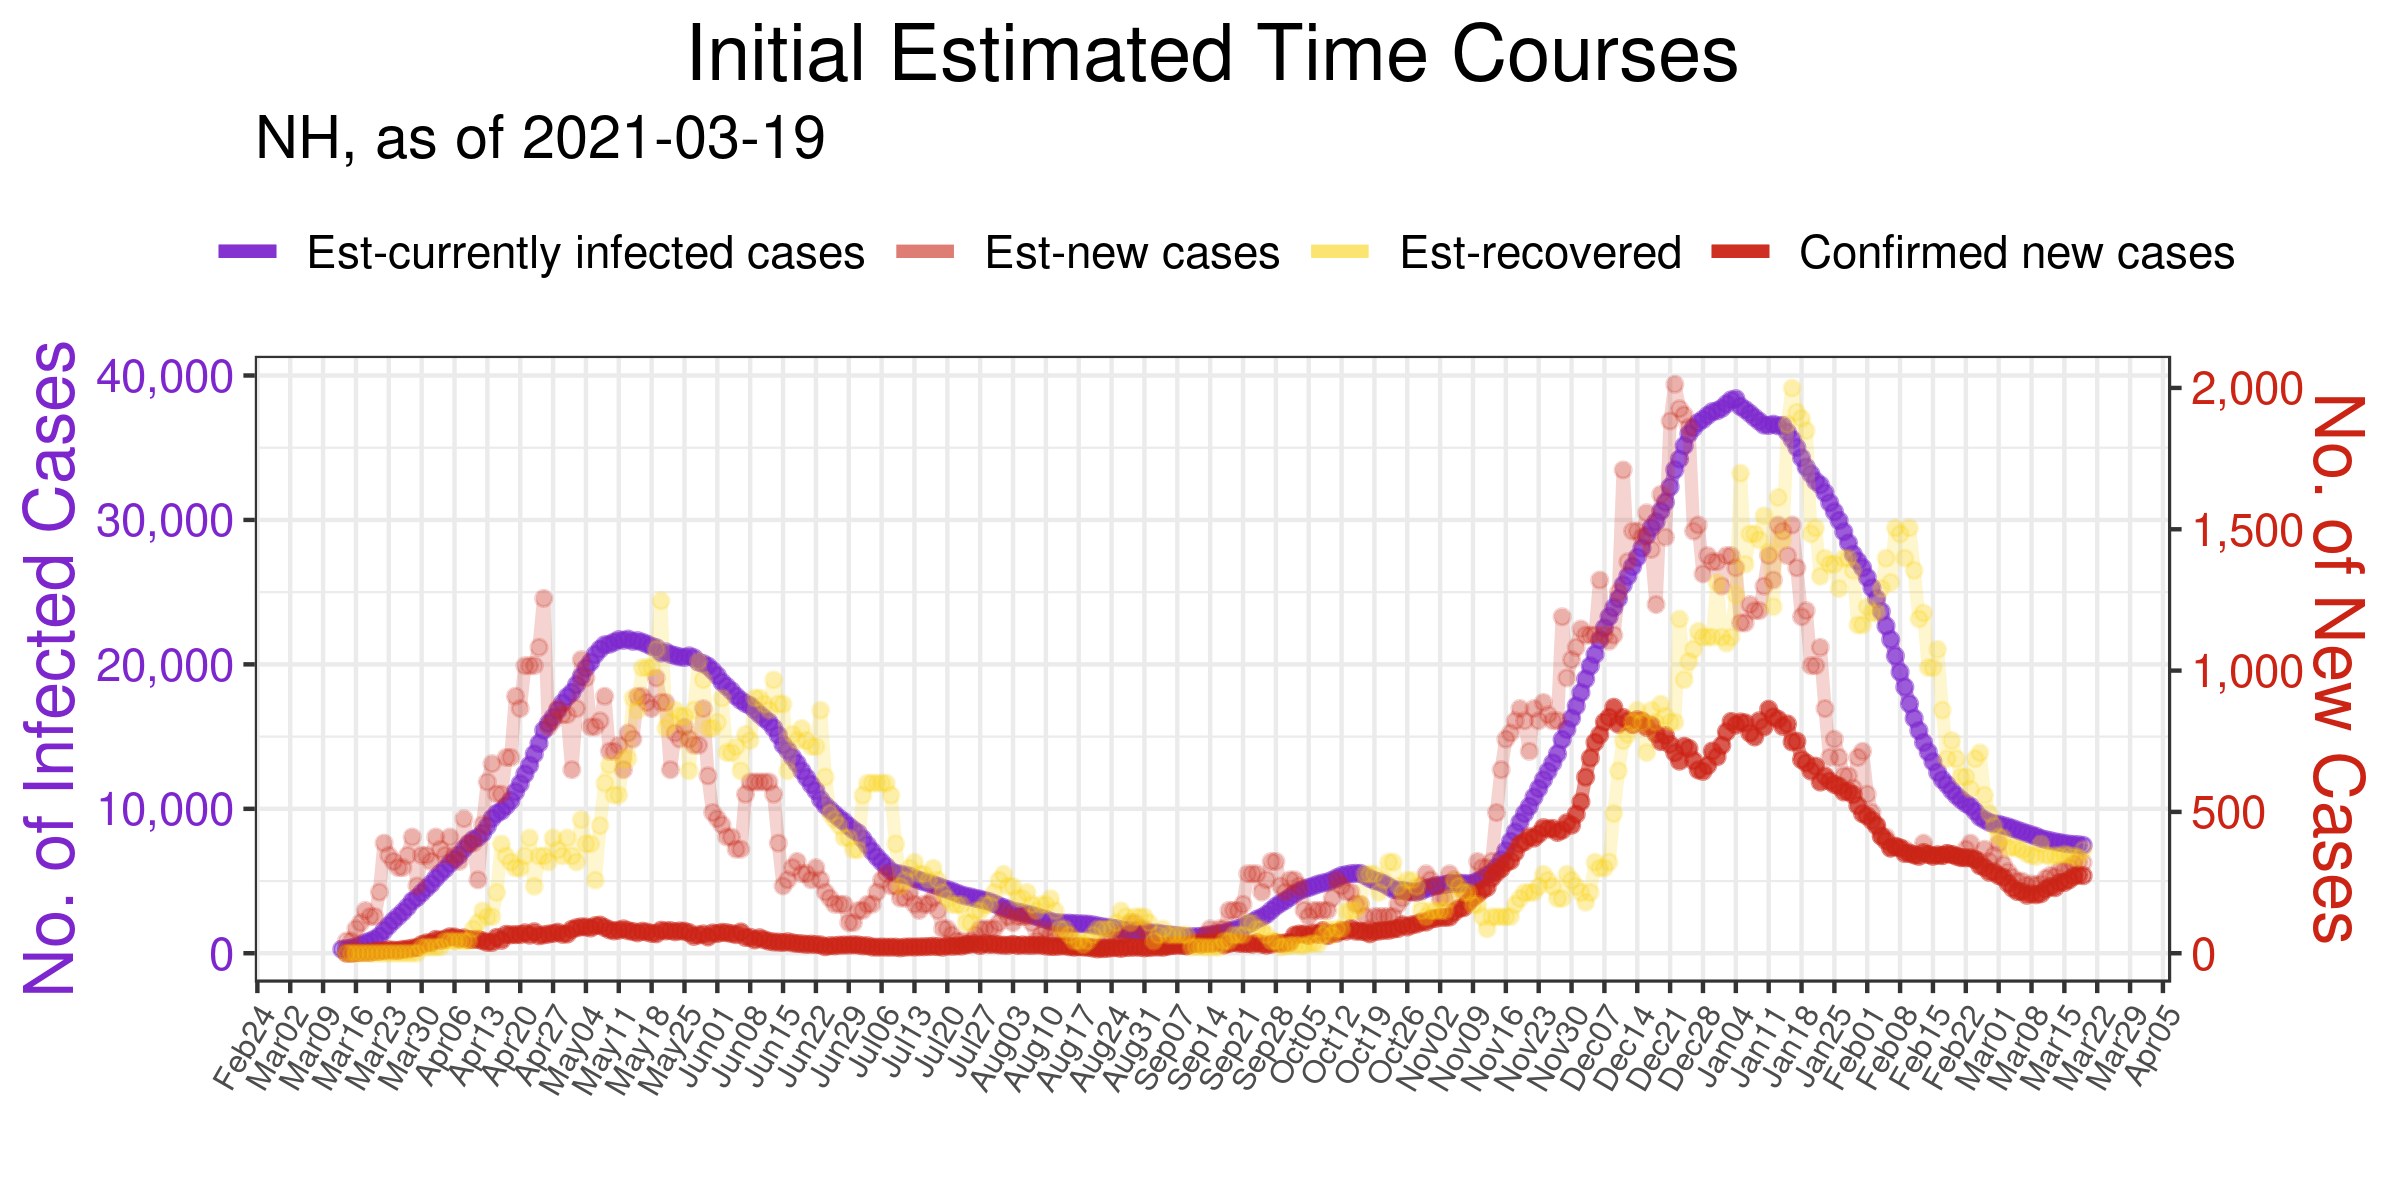 Initial Estimated Time Courses
NH, as of 2021-03-19
Est-currently infected cases Est-new cases Est-recovered Confirmed new cases
No. of Infected Cases
40,000
30,000
20,000
10,000
0
2,000
1,500
1,000
500
0
No. of New Cases
Feb24 Mar02 Mar09 Mar16 Mar23 Mar30 Apr06 Apr13 Apr20 Apr27 May04 May11 May18 May25 Jun01 Jun08 Jun15 Jun22 Jun29 Jul06 Jul13 Jul20 Jul27 Aug03 Aug10 Aug17 Aug24 Aug31 Sep07 Sep14 Sep21 Sep28 Oct05 Oct12 Oct19 Oct26 Nov02 Nov09 Nov16 Nov23 Nov30 Dec07 Dec14 Dec21 Dec28 Jan04 Jan11 Jan18 Jan25 Feb01 Feb08 Feb15 Feb22 Mar01 Mar08 Mar15 Mar22 Mar29 Apr05